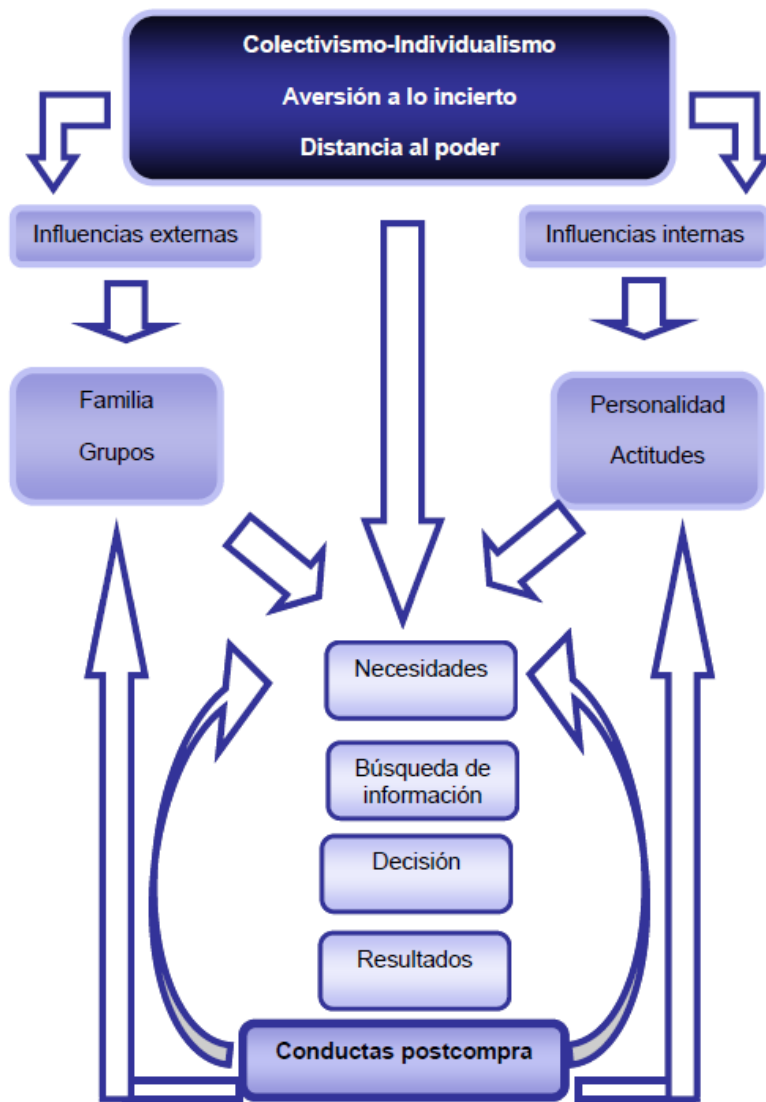 Colectivismo-Individualismo
Aversión a lo incierto
Distancia al poder
Influencias externas
Influencias internas
Familia
Grupos
Personalidad
Actitudes
Necesidades
Búsqueda de
información
Decisión
Resultados
Conductas postcompra